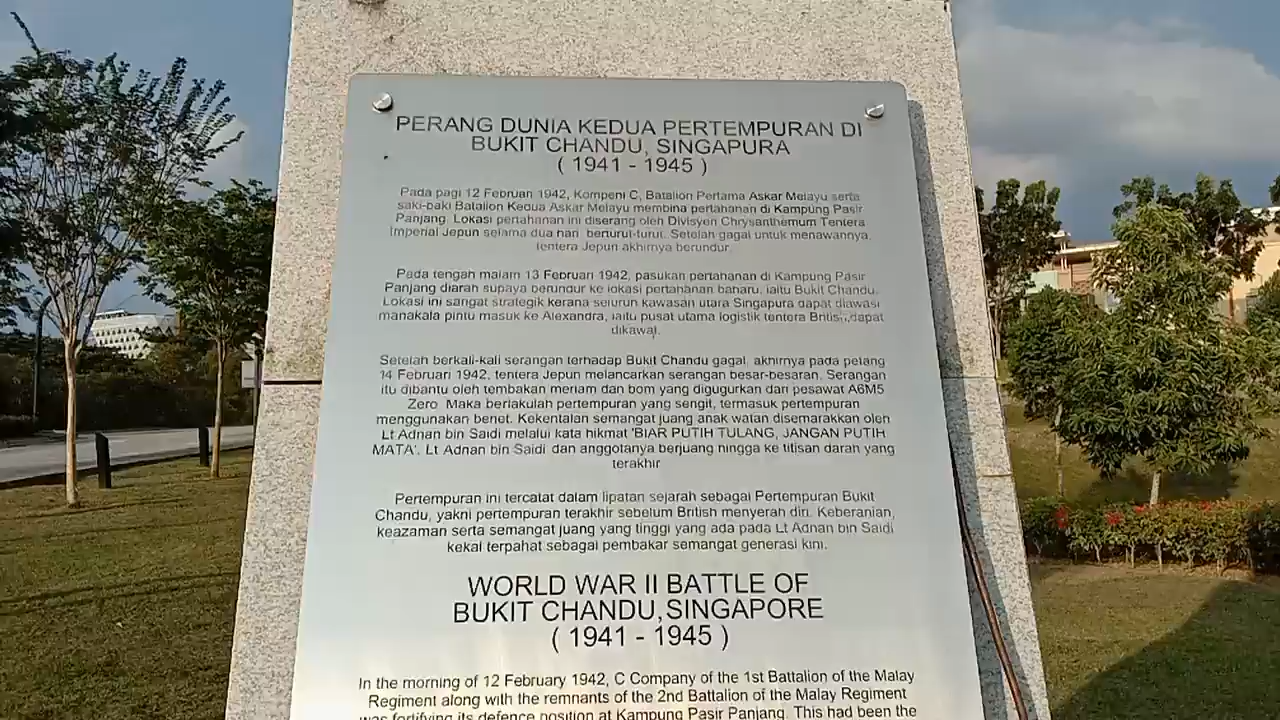 PERANG DUNIA KEDUA PERTEMPURAN DI
BUKIT CHANDU, SINGAPURA
( 1941 - 1945 )
Pada pagi 12 Februari 1942, Kompeni C, Batalion Pertama Askar Melayu serta
saki-baki Batalion Kedua Askar Melayu membina pertahanan di Kampung Pasir
Panjang. Lokasi pertahanan ini diserang oleh Divisyen Chrysanthemum Tentera
Imperial Jepun selama dua hari berturut-turut. Setelah gagal untuk menawannya,
tentera Jepun akhirnya berundur.
Pada tengah malam 13 Februari 1942, pasukan pertahanan di Kampung Pasir
Panjang diarah supaya berundur ke lokasi pertahanan baharu, iaitu Bukit Chandu.
Lokasi ini sangat strategik kerana seluruh kawasan utara Singapura dapat diawasi
manakala pintu masuk ke Alexandra, iaitu pusat utama logistik tentera British, dapat
dikawal.
Setelah berkali-kali serangan terhadap Bukit Chandu gagal, akhirnya pada petang
14 Februari 1942, tentera Jepun melancarkan serangan besar-besaran. Serangan
itu dibantu oleh tembakan meriam dan bom yang digugurkan dari pesawat A6M5
Zero. Maka berlakulah pertempuran yang sengit, termasuk pertempuran
menggunakan benet. Kekentalan semangat juang anak watan disemarakkan oleh
Lt Adnan bin Saidi melalui kata hikmat 'BIAR PUTIH TULANG, JANGAN PUTIH
MATA'. Lt Adnan bin Saidi dan anggotanya berjuang hingga ke titisan darah yang
terakhir
Pertempuran ini tercatat dalam lipatan sejarah sebagai Pertempuran Bukit
Chandu, yakni pertempuran terakhir sebelum British menyerah diri. Keberanian,
keazaman serta semangat juang yang tinggi yang ada pada Lt Adnan bin Saidi
kekal terpahat sebagai pembakar semangat generasi kini.
WORLD WAR II BATTLE OF
BUKIT CHANDU, SINGAPORE
( 1941 - 1945 )
In the morning of 12 February 1942, C Company of the 1st Battalion of the Malay
Regiment along with the remnants of the 2nd Battalion of the Malay Regiment
was fortifying its defence position at Kampung Pasir Panjang. This had been the